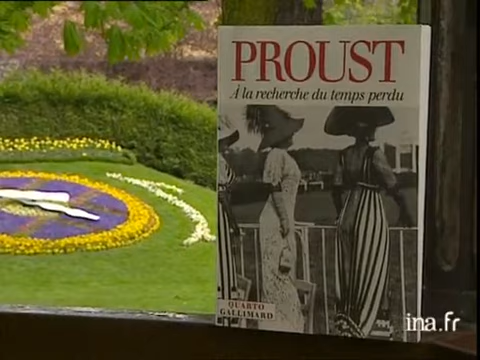 PROUST
À la recherche du temps perdu
QUARTO
GALLIMARD
ina.fr